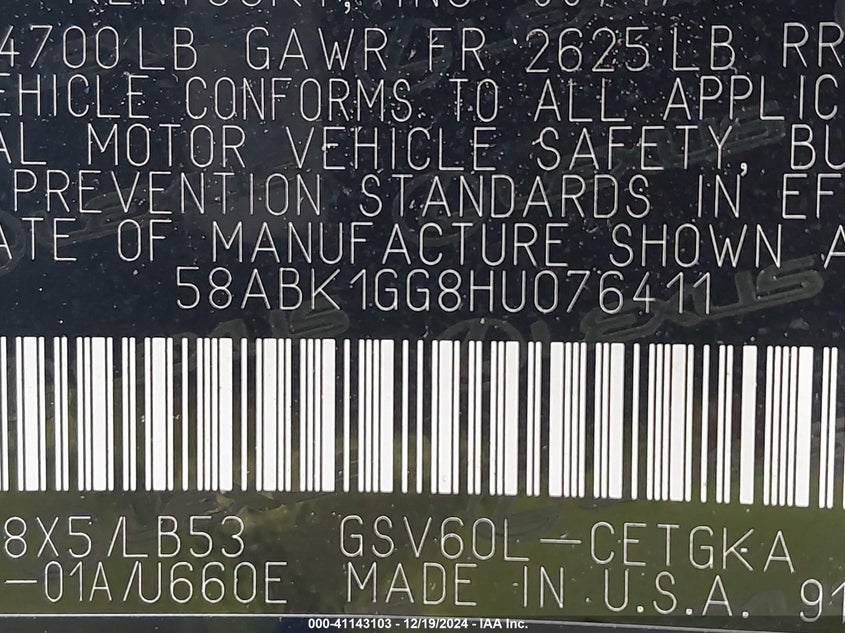 4700LB GAWR FR 2625LB RR
EHICLE CONFORMS TO ALL APPLIC
AL MOTOR VEHICLE SAFETY, BU
PREVENTION STANDARDS IN EF
ATE OF MANUFACTURE SHOWN A
58ABK1GG8HU076411
LEXUS
8X5/LB53 GSV60L-CETGKA
-01A/U660E MADE IN U.S.A. 91
000-41143103 - 12/19/2024 - IAA Inc.